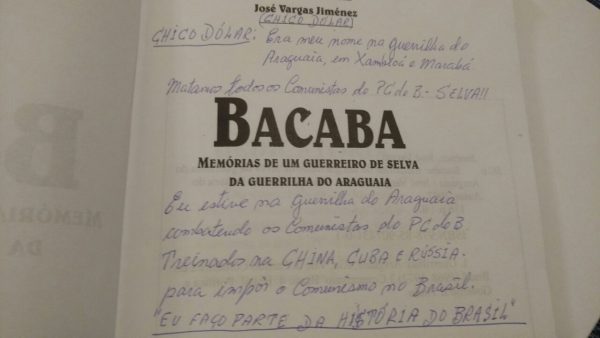 José Vargas Jiménez
(CHICO DÓLAR)
CHICO DÓLAR: Era meu nome na guerrilha do
Araguaia, em Xambioá e Marabá
Matamos todos os Comunistas do PC do B - SELVA!!
BACABA
MEMÓRIAS DE UM GUERREIRO DE SELVA
DA GUERRILHA DO ARAGUAIA
Eu estive na guerrilha do Araguaia
combatendo os Comunistas do PC do B
Treinados na CHINA, CUBA E RÚSSIA.
para impôr o Comunismo no Brasil.
"EU FAÇO PARTE DA HISTÓRIA DO BRASIL"